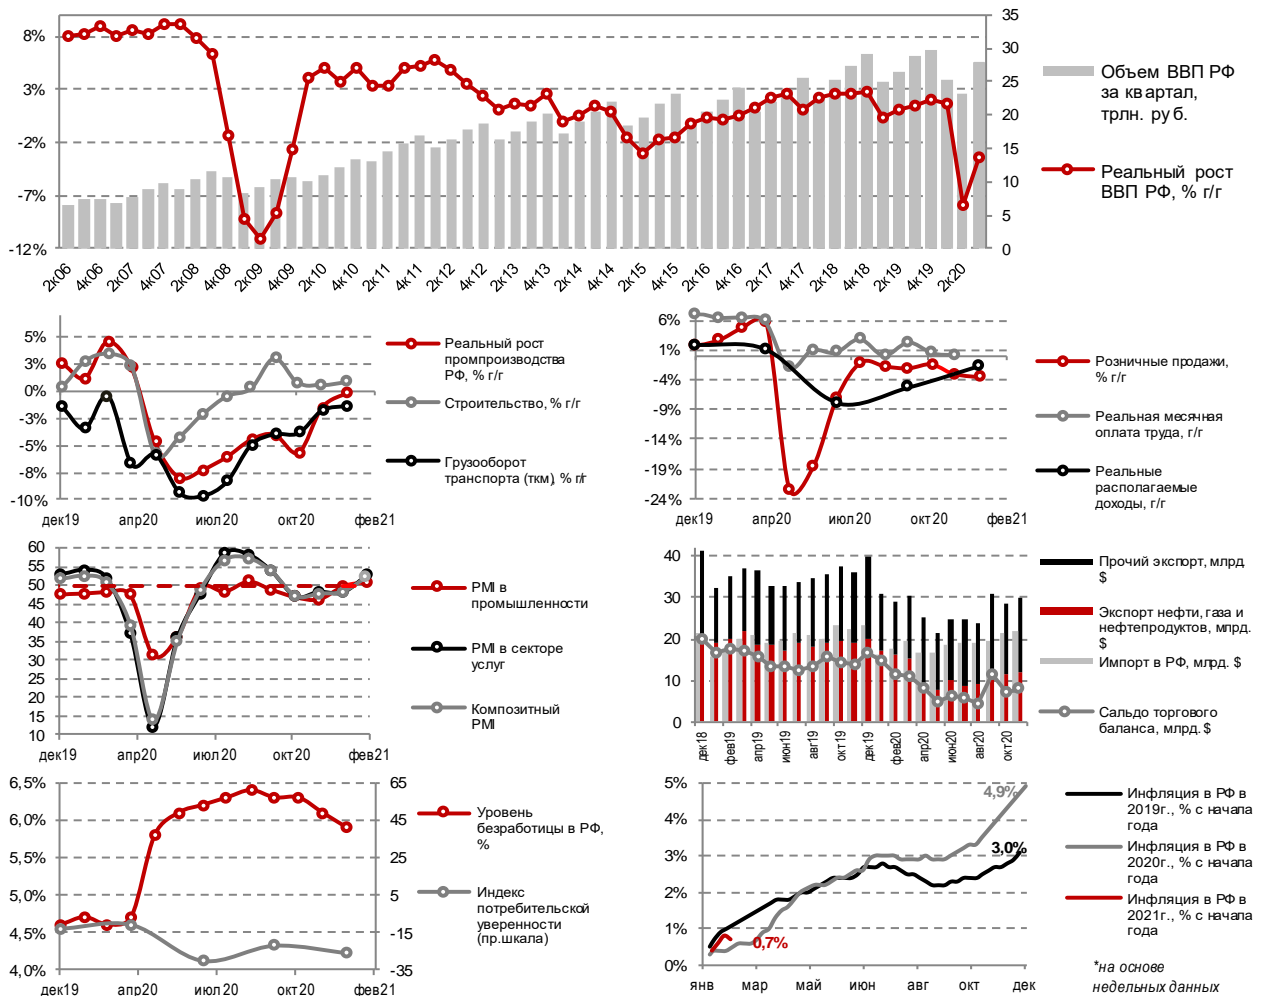 8%
3%
-2%
-7%
-12%
35
30
25
20
15
10
5
0
2к06
4к06
2к07
4к07
2к08
4к08
2к09
4к09
2к10
4к10
2к11
4к11
2к12
4к12
2к13
4к13
2к14
4к14
2к15
4к15
2к16
4к16
2к17
4к17
2к18
4к18
2к19
4к19
2к20
Объем ВВП РФ
за квартал,
трлн. руб.
Реальный рост
ВВП РФ, % г/г
5%
3%
0%
-3%
-5%
-8%
-10%
дек19
апр20
июл20
окт20
фев21
Реальный рост
промпроизводства
РФ, % г/г
Строительство, % г/г
Грузооборот
транспорта (ткм), % г/г
6%
1%
-4%
-9%
-14%
-19%
-24%
дек19
апр20
июл20
окт20
фев21
Розничные продажи,
% г/г
Реальная месячная
оплата труда, г/г
Реальные
располагаемые
доходы, г/г
60
55
50
45
40
35
30
25
20
15
10
дек19
апр20
июл20
окт20
фев21
PMI в
промышленности
PMI в секторе
услуг
Композитный
PMI
40
30
20
10
0
дек18
фев19
апр19
июн19
авг19
окт19
дек19
фев20
апр20
июн20
авг20
окт20
Прочий экспорт, млрд.
$
Экспорт нефти, газа и
нефтепродуктов, млрд.
$
Импорт в РФ, млрд. $
Сальдо торгового
баланса, млрд. $
6,5%
6,0%
5,5%
5,0%
4,5%
4,0%
65
45
25
5
-15
-35
дек19
апр20
июл20
окт20
фев21
Уровень
безработицы в РФ,
%
Индекс
потребительской
уверенности
(пр.шкала)
5%
4%
3%
2%
1%
0%
4,9%
3,0%
0,7%
янв
мар
июн
авг
окт
дек
Инфляция в РФ в
2019г., % с начала
года
Инфляция в РФ в
2020г., % с начала
года
Инфляция в РФ в
2021г., % с начала
года
*на основе
недельных данных